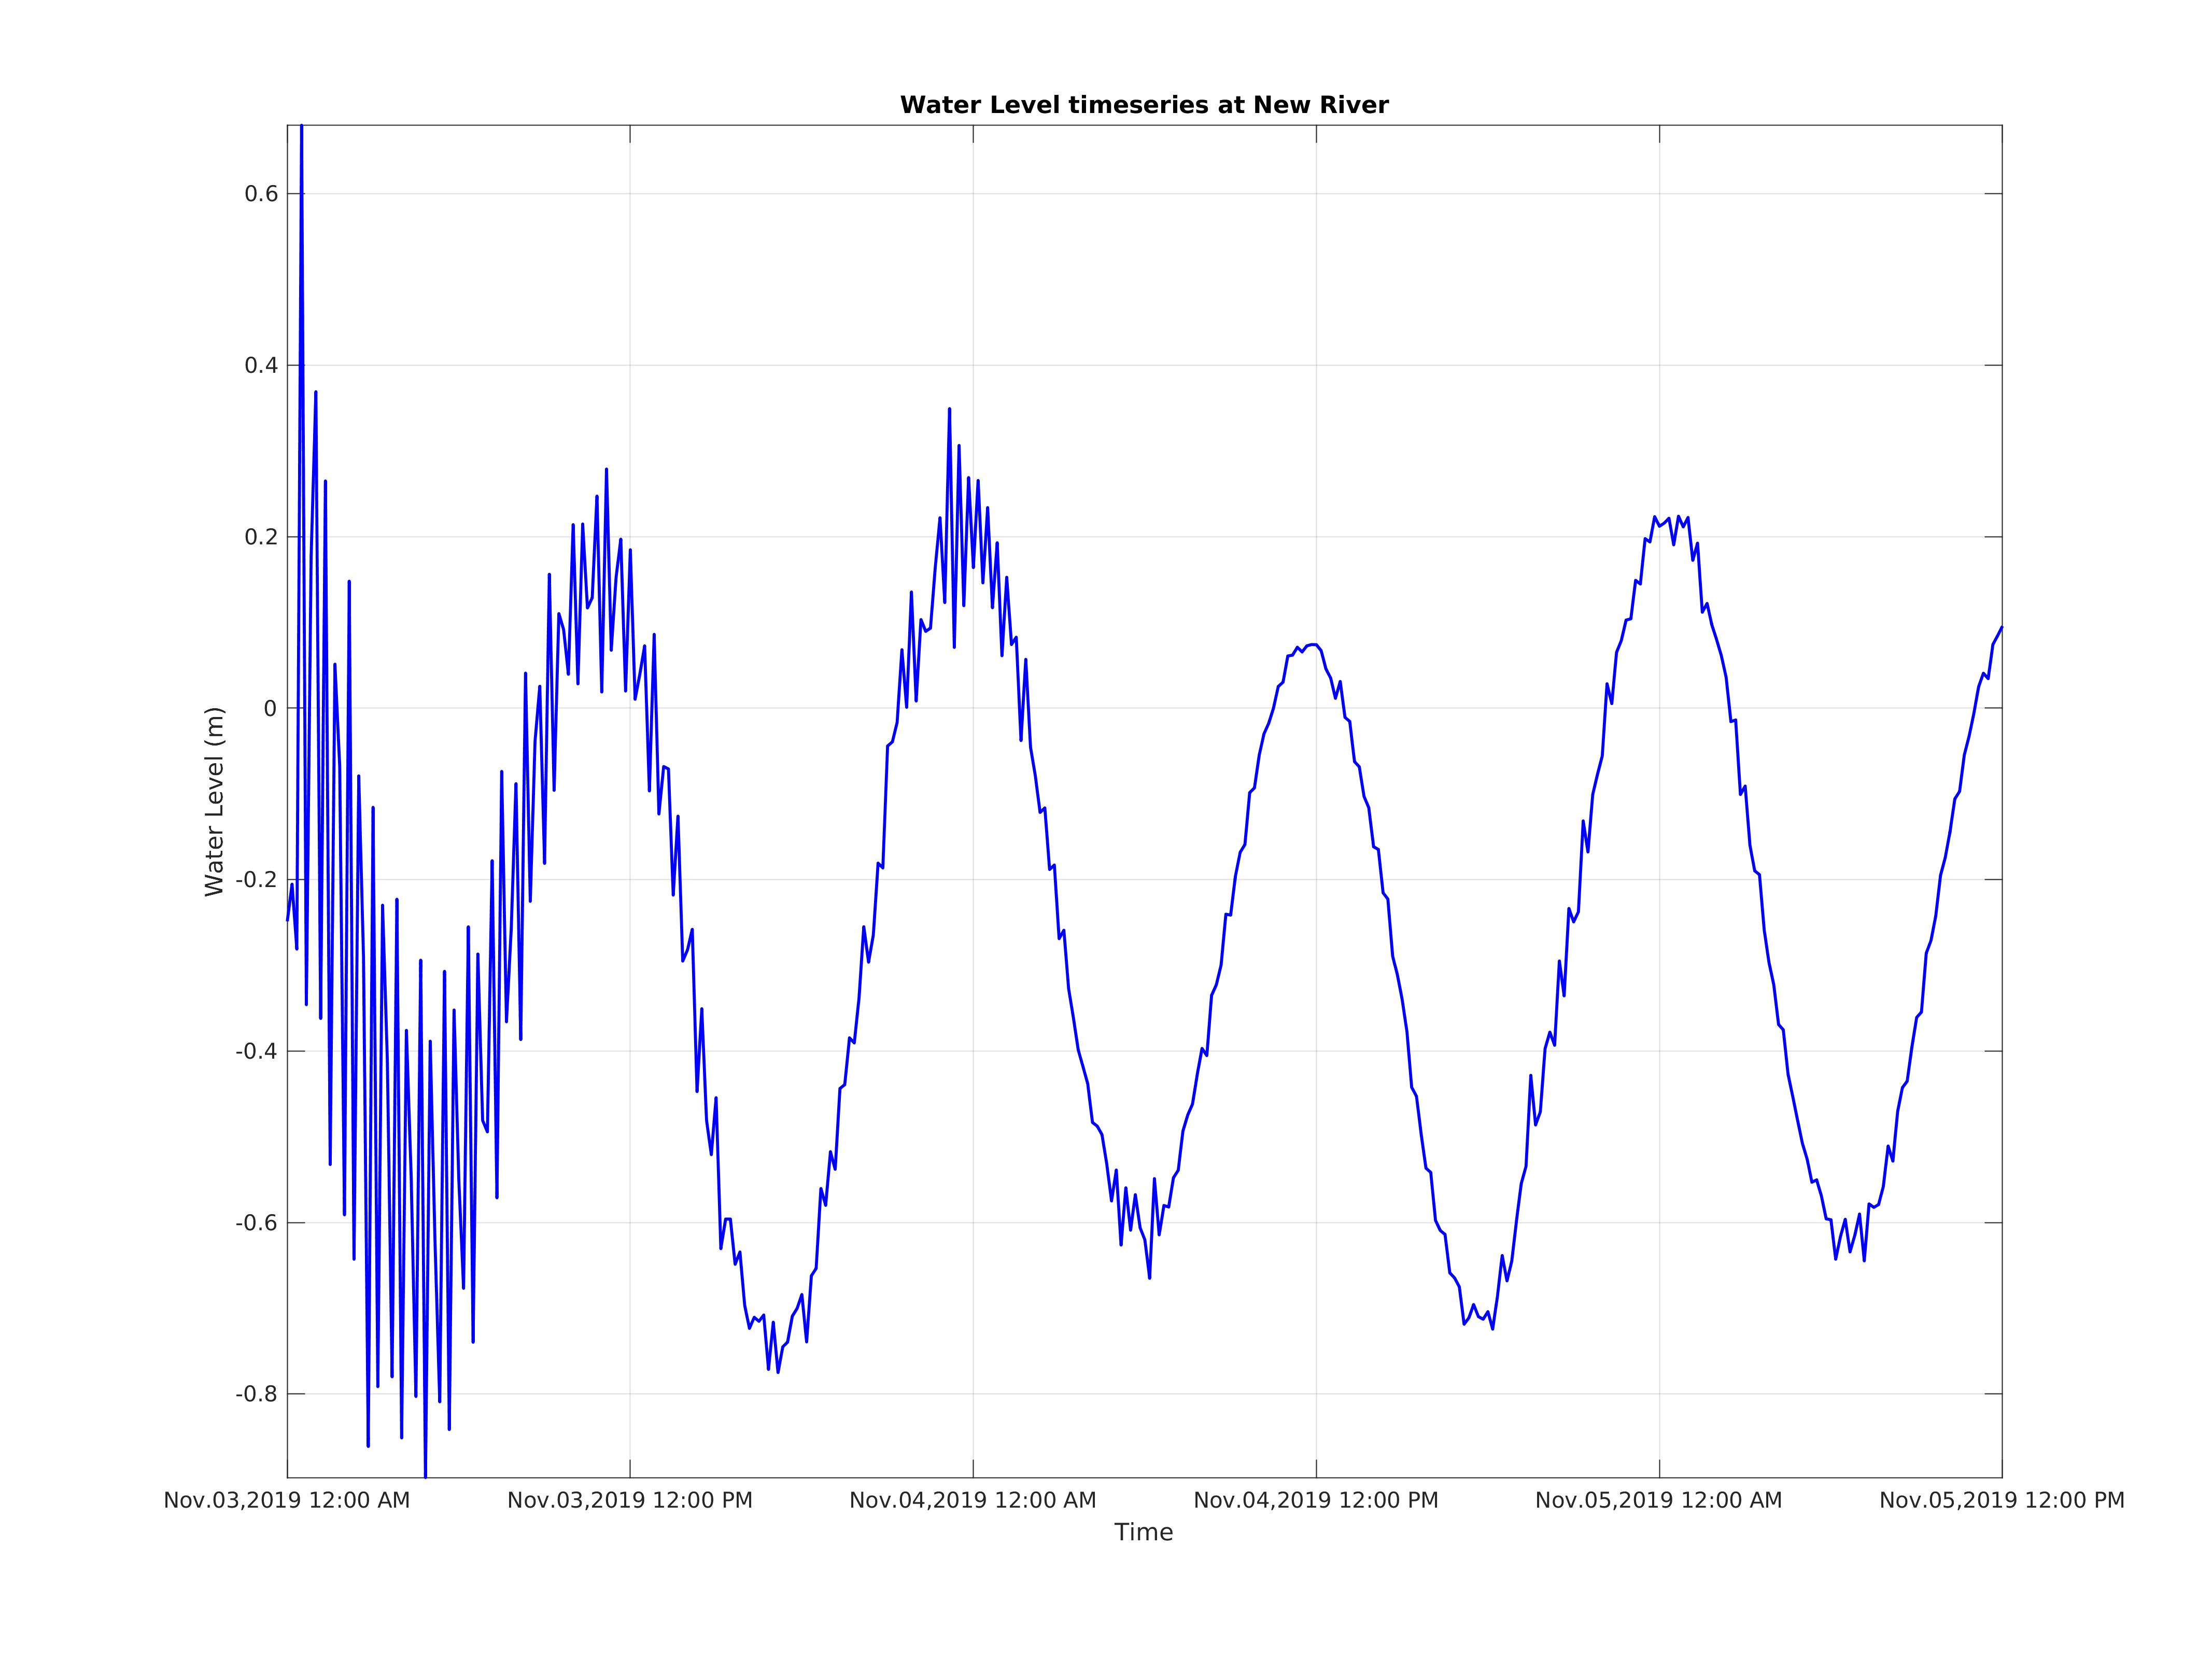 Water Level timeseries at New River
0.6
0.4
0.2
0
-0.2
-0.4
-0.6
-0.8
Water Level (m)
Nov.03,2019 12:00 AM Nov.03,2019 12:00 PM Nov.04,2019 12:00 AM Nov.04,2019 12:00 PM Nov.05,2019 12:00 AM Nov.05,2019 12:00 PM
Time